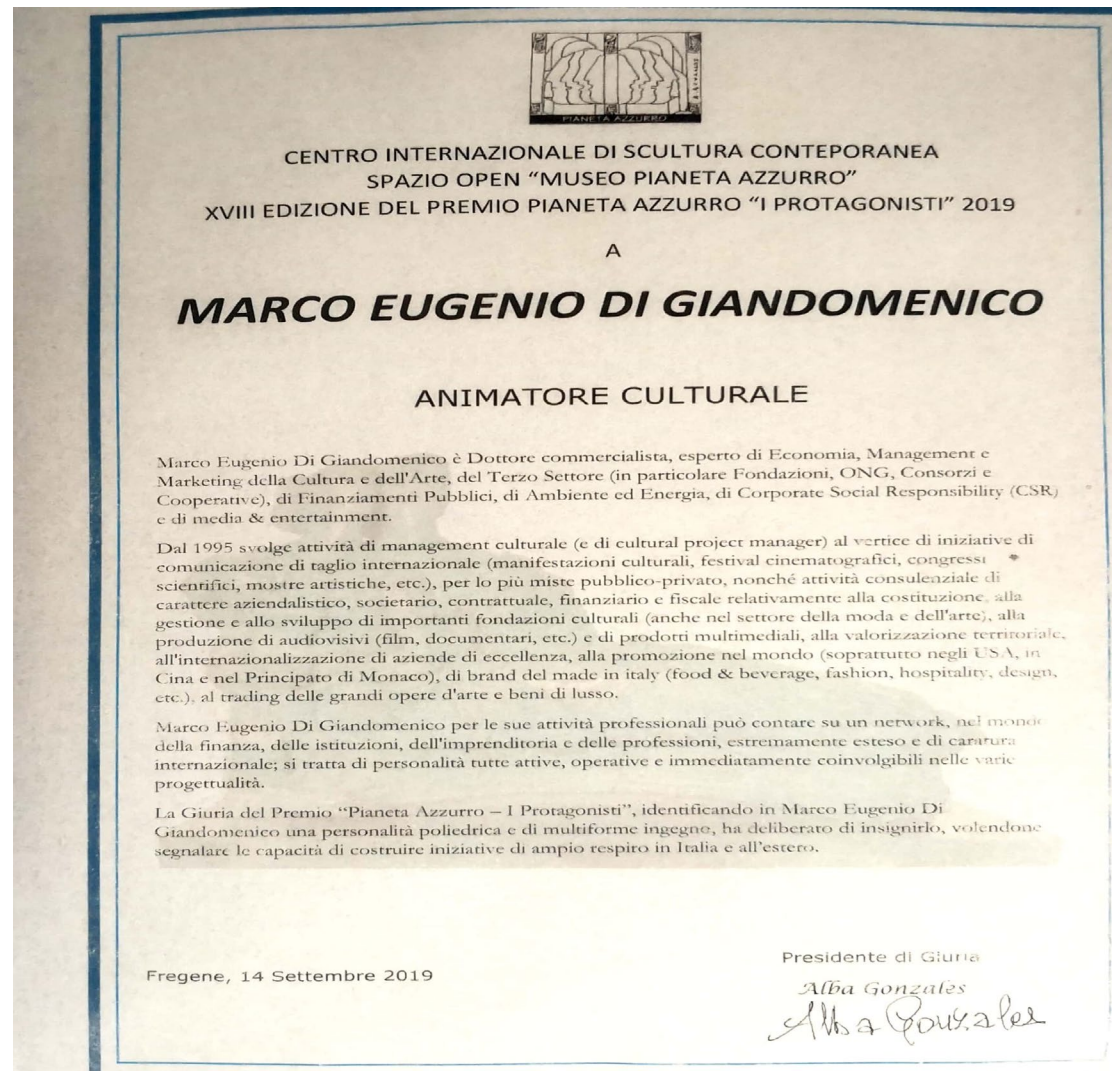 PIANETA AZZURRO
CENTRO INTERNAZIONALE DI SCULTURA CONTEPORANEA
SPAZIO OPEN “MUSEO PIANETA AZZURRO”
XVIII EDIZIONE DEL PREMIO PIANETA AZZURRO “I PROTAGONISTI” 2019
A
MARCO EUGENIO DI GIANDOMENICO
ANIMATORE CULTURALE
Marco Eugenio Di Giandomenico è Dottore commercialista, esperto di Economia, Management e
Marketing della Cultura e dell'Arte, del Terzo Settore (in particolare Fondazioni, ONG, Consorzi e
Cooperative), di Finanziamenti Pubblici, di Ambiente ed Energia, di Corporate Social Responsibility (CSR)
e di media & entertainment.
Dal 1995 svolge attività di management culturale (e di cultural project manager) al vertice di iniziative di
comunicazione di taglio internazionale (manifestazioni culturali, festival cinematografici, congressi
scientifici, mostre artistiche, etc.), per lo più miste pubblico-privato, nonché attività consulenziale di
carattere aziendalistico, societario, contrattuale, finanziario e fiscale relativamente alla costituzione, alla
gestione e allo sviluppo di importanti fondazioni culturali (anche nel settore della moda e dell'arte), alla
produzione di audiovisivi (film, documentari, etc.) e di prodotti multimediali, alla valorizzazione territoriale,
all'internazionalizzazione di aziende di eccellenza, alla promozione nel mondo (soprattutto negli USA, in
Cina e nel Principato di Monaco), di brand del made in italy (food & beverage, fashion, hospitality, design,
etc.), al trading delle grandi opere d'arte e beni di lusso.
Marco Eugenio Di Giandomenico per le sue attività professionali può contare su un network, nel mondo
della finanza, delle istituzioni, dell'imprenditoria e delle professioni, estremamente esteso e di caratura
internazionale; si tratta di personalità tutte attive, operative e immediatamente coinvolgibili nelle varie
progettualità.
La Giuria del Premio “Pianeta Azzurro – I Protagonisti”, identificando in Marco Eugenio Di
Giandomenico una personalità poliedrica e di multiforme ingegno, ha deliberato di insignirlo, volendone
segnalare le capacità di costruire iniziative di ampio respiro in Italia e all'estero.
Presidente di Giuria
Fregene, 14 Settembre 2019
Alba Gonzales
Alba Gonzales